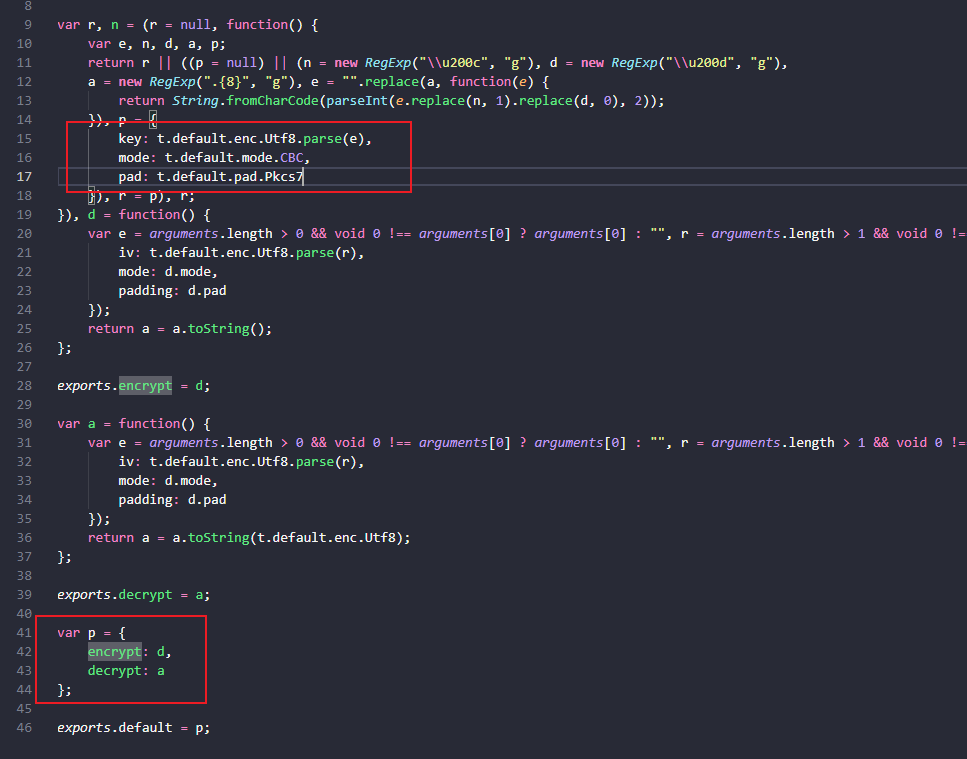 8
9 var r, n = (r = null, function() {
10 var e, n, d, a, p;
11 return r || ((p = null) || (n = new RegExp("\\u200c", "g"), d = new RegExp("\\u200d", "g"),
12 a = new RegExp(".{8}", "g"), e = "".replace(a, function(e) {
13 return String.fromCharCode(parseInt(e.replace(n, 1).replace(d, 0), 2));
14 }), p = {
15 key: t.default.enc.Utf8.parse(e),
16 mode: t.default.mode.CBC,
17 pad: t.default.pad.Pkcs7
18 }), r = p), r;
19 }), d = function() {
20 var e = arguments.length > 0 && void 0 !== arguments[0] ? arguments[0] : "", r = arguments.length > 1 && void 0 !=
21 iv: t.default.enc.Utf8.parse(r),
22 mode: d.mode,
23 padding: d.pad
24 });
25 return a = a.toString();
26 };
27
28 exports.encrypt = d;
29
30 var a = function() {
31 var e = arguments.length > 0 && void 0 !== arguments[0] ? arguments[0] : "", r = arguments.length > 1 && void 0 !=
32 iv: t.default.enc.Utf8.parse(r),
33 mode: d.mode,
34 padding: d.pad
35 });
36 return a = a.toString(t.default.enc.Utf8);
37 };
38
39 exports.decrypt = a;
40
41 var p = {
42 encrypt: d,
43 decrypt: a
44 };
45
46 exports.default = p;